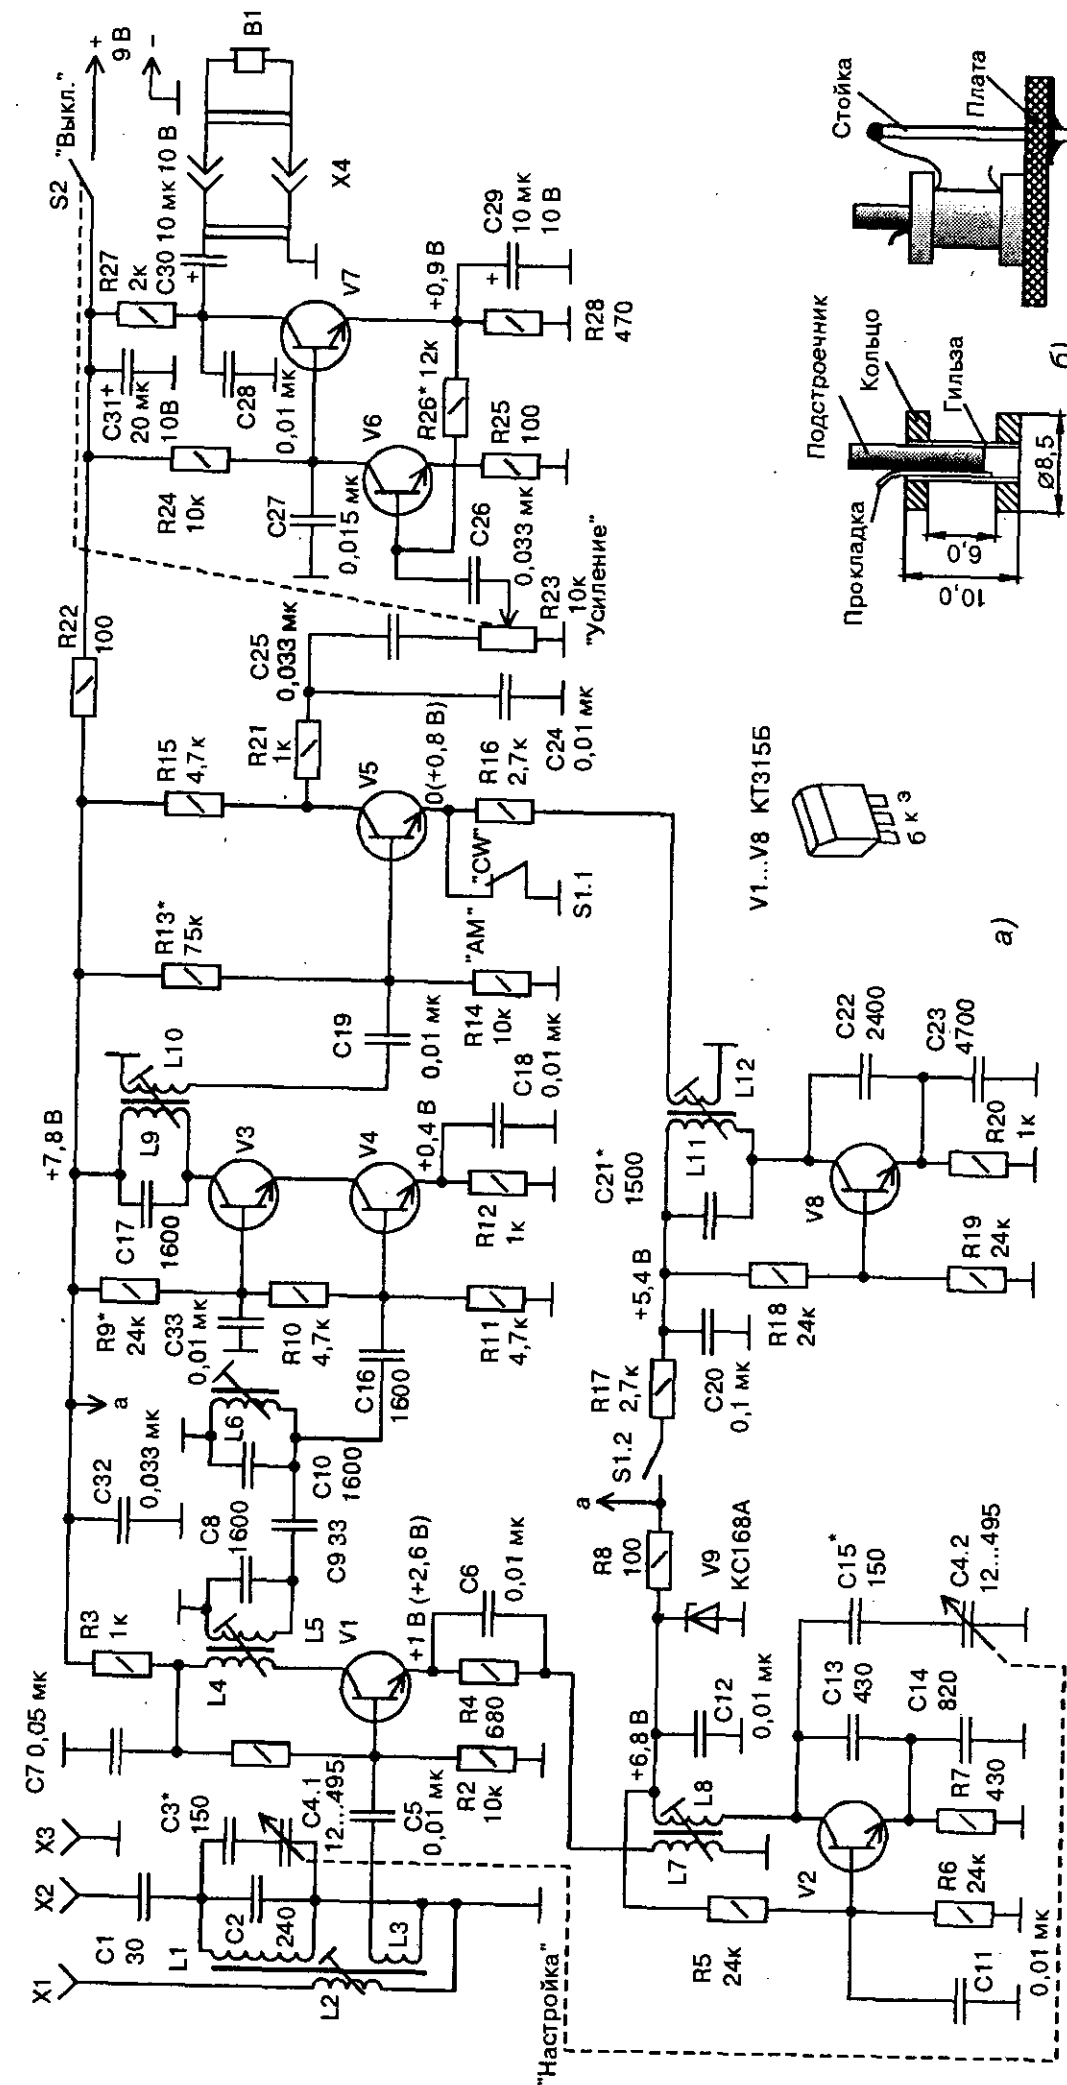 X1
X2
X3
C1
30
L1
L2
L3
C2
240
C3*
150
C4.1
12...495
C5
0,01 мк
C7 0,05 мк
R2
10к
R3
1к
L4
L5
V1
+1 В (+2,6 В)
R4
680
C6
0,01 мк
C32
0,033 мк
C8
1600
C9 33
C10
1600
L6
а
R9*
24к
C33
0,01 мк
R10
4,7к
C16
1600
R11
4,7к
+7,8 В
C17
1600
L9
L10
V3
V4
+0,4 В
R12
1к
C18
0,01 мк
C19
0,01 мк
R13*
75к
R14
10к
"АМ"
"CW"
S1.1
R15
4,7к
V5
0(+0,8 В)
R16
2,7к
R21
1к
R22
100
C24
0,01 мк
C25
0,033 мк
R23
10к
"Усиление"
C26
0,033 мк
R24
10к
C27
0,015 мк
V6
R25
100
R26* 12к
C31
+
20 мк
10В
C28
0,01 мк
R27
2к
C30 10 мк 10 В
+
V7
+0,9 В
R28
470
C29
10 мк
10 В
+
S2
"Выкл."
+
9 В
-
B1
X4
"Настройка"
R5
24к
L7
L8
V2
C11
0,01 мк
R6
24к
R7
430
+6,8 В
C12
0,01 мк
C13
430
C14
820
C15*
150
C4.2
12...495
V9
КС168А
R8
100
а
S1.2
R17
2,7к
C20
0,1 мк
+5,4 В
R18
24к
R19
24к
C21*
1500
L11
L12
V8
C22
2400
C23
4700
R20
1к
V1...V8 КТ315Б
б к э
а)
Прокладка
Подстроечник
Кольцо
Гильза
10,0
6,0
Ø8,5
б)
Стойка
Плата